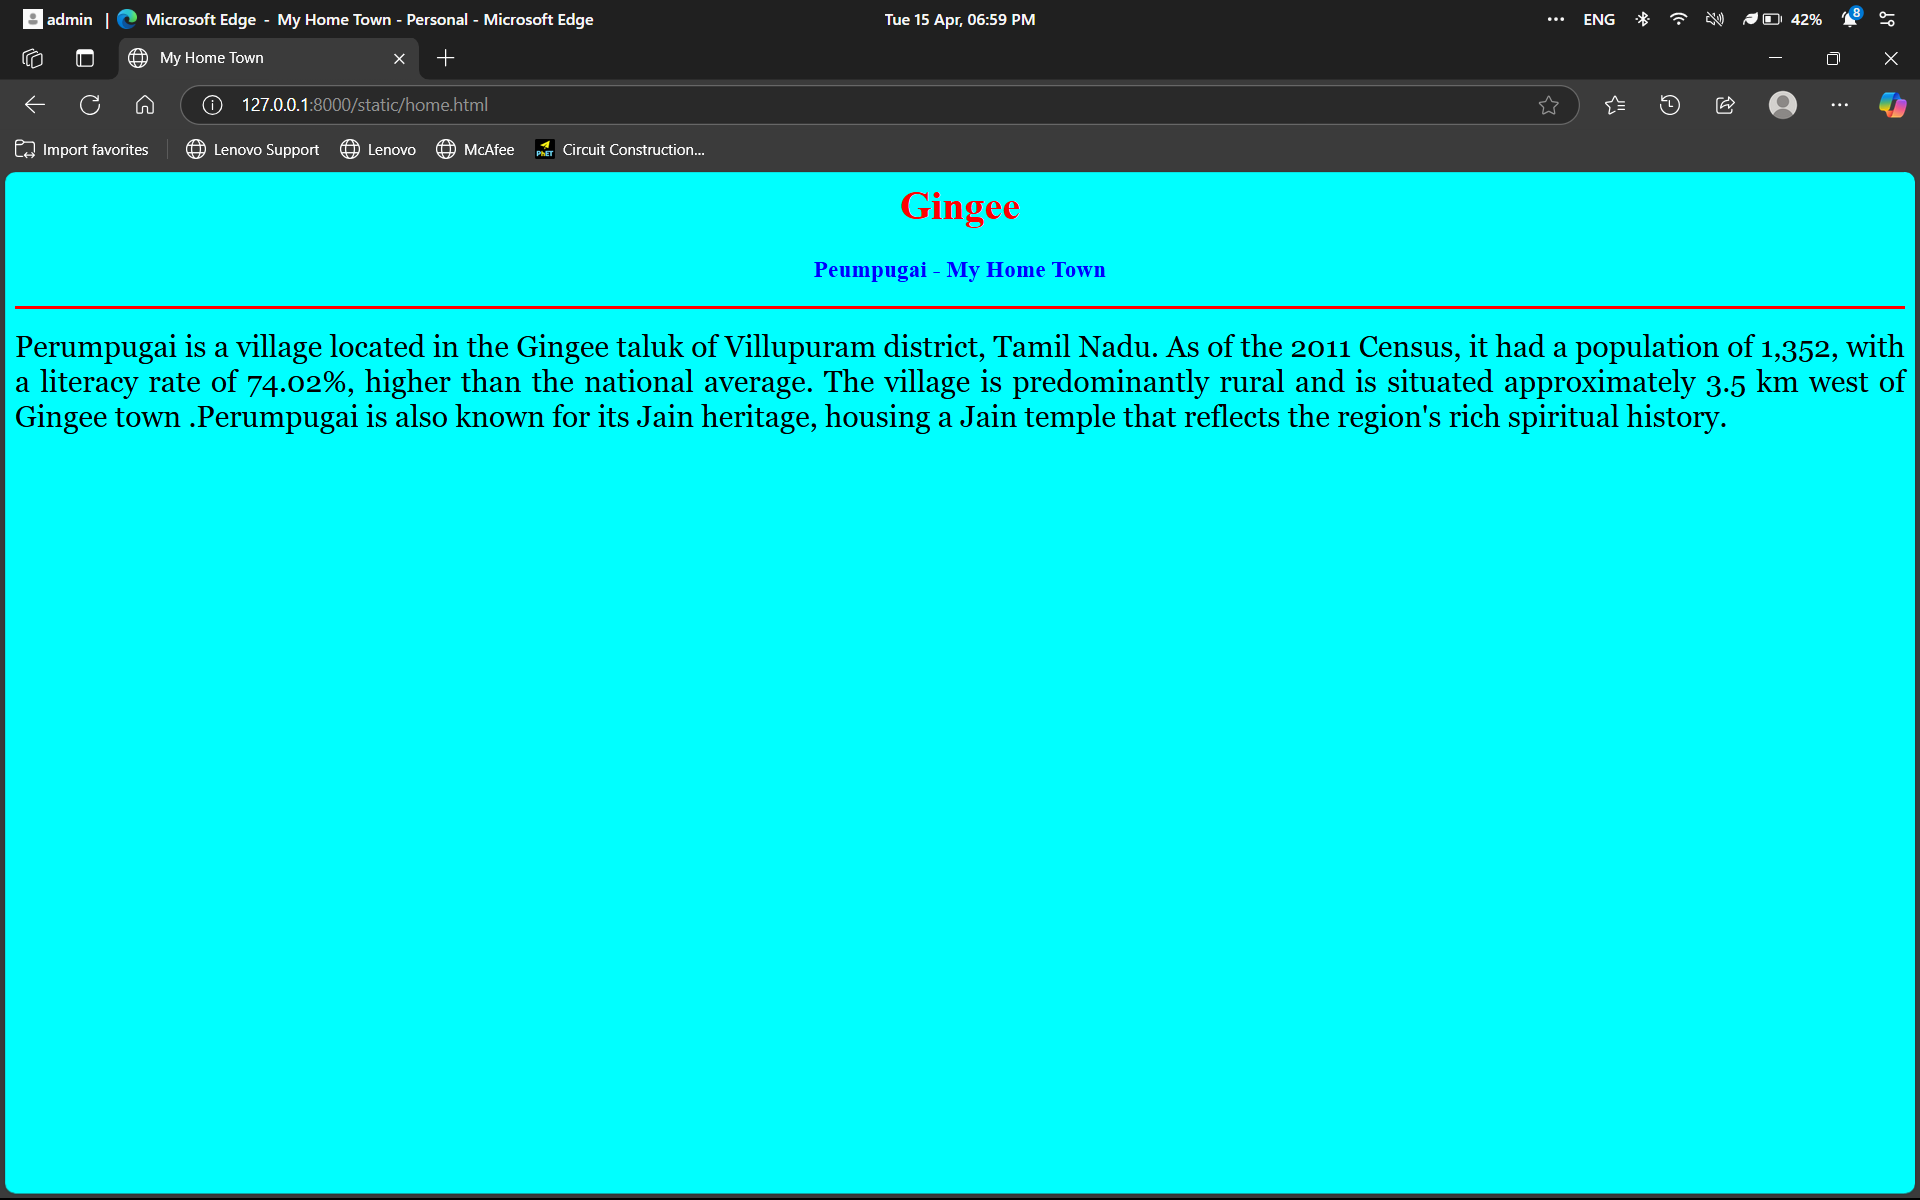 admin | Microsoft Edge - My Home Town - Personal - Microsoft Edge Tue 15 Apr, 06:59 PM ENG 42% 8
My Home Town
127.0.0.1:8000/static/home.html
Import favorites Lenovo Support Lenovo McAfee PhET Circuit Construction...
Gingee
Peumpugai - My Home Town
Perumpugai is a village located in the Gingee taluk of Villupuram district, Tamil Nadu. As of the 2011 Census, it had a population of 1,352, with
a literacy rate of 74.02%, higher than the national average. The village is predominantly rural and is situated approximately 3.5 km west of
Gingee town .Perumpugai is also known for its Jain heritage, housing a Jain temple that reflects the region's rich spiritual history.